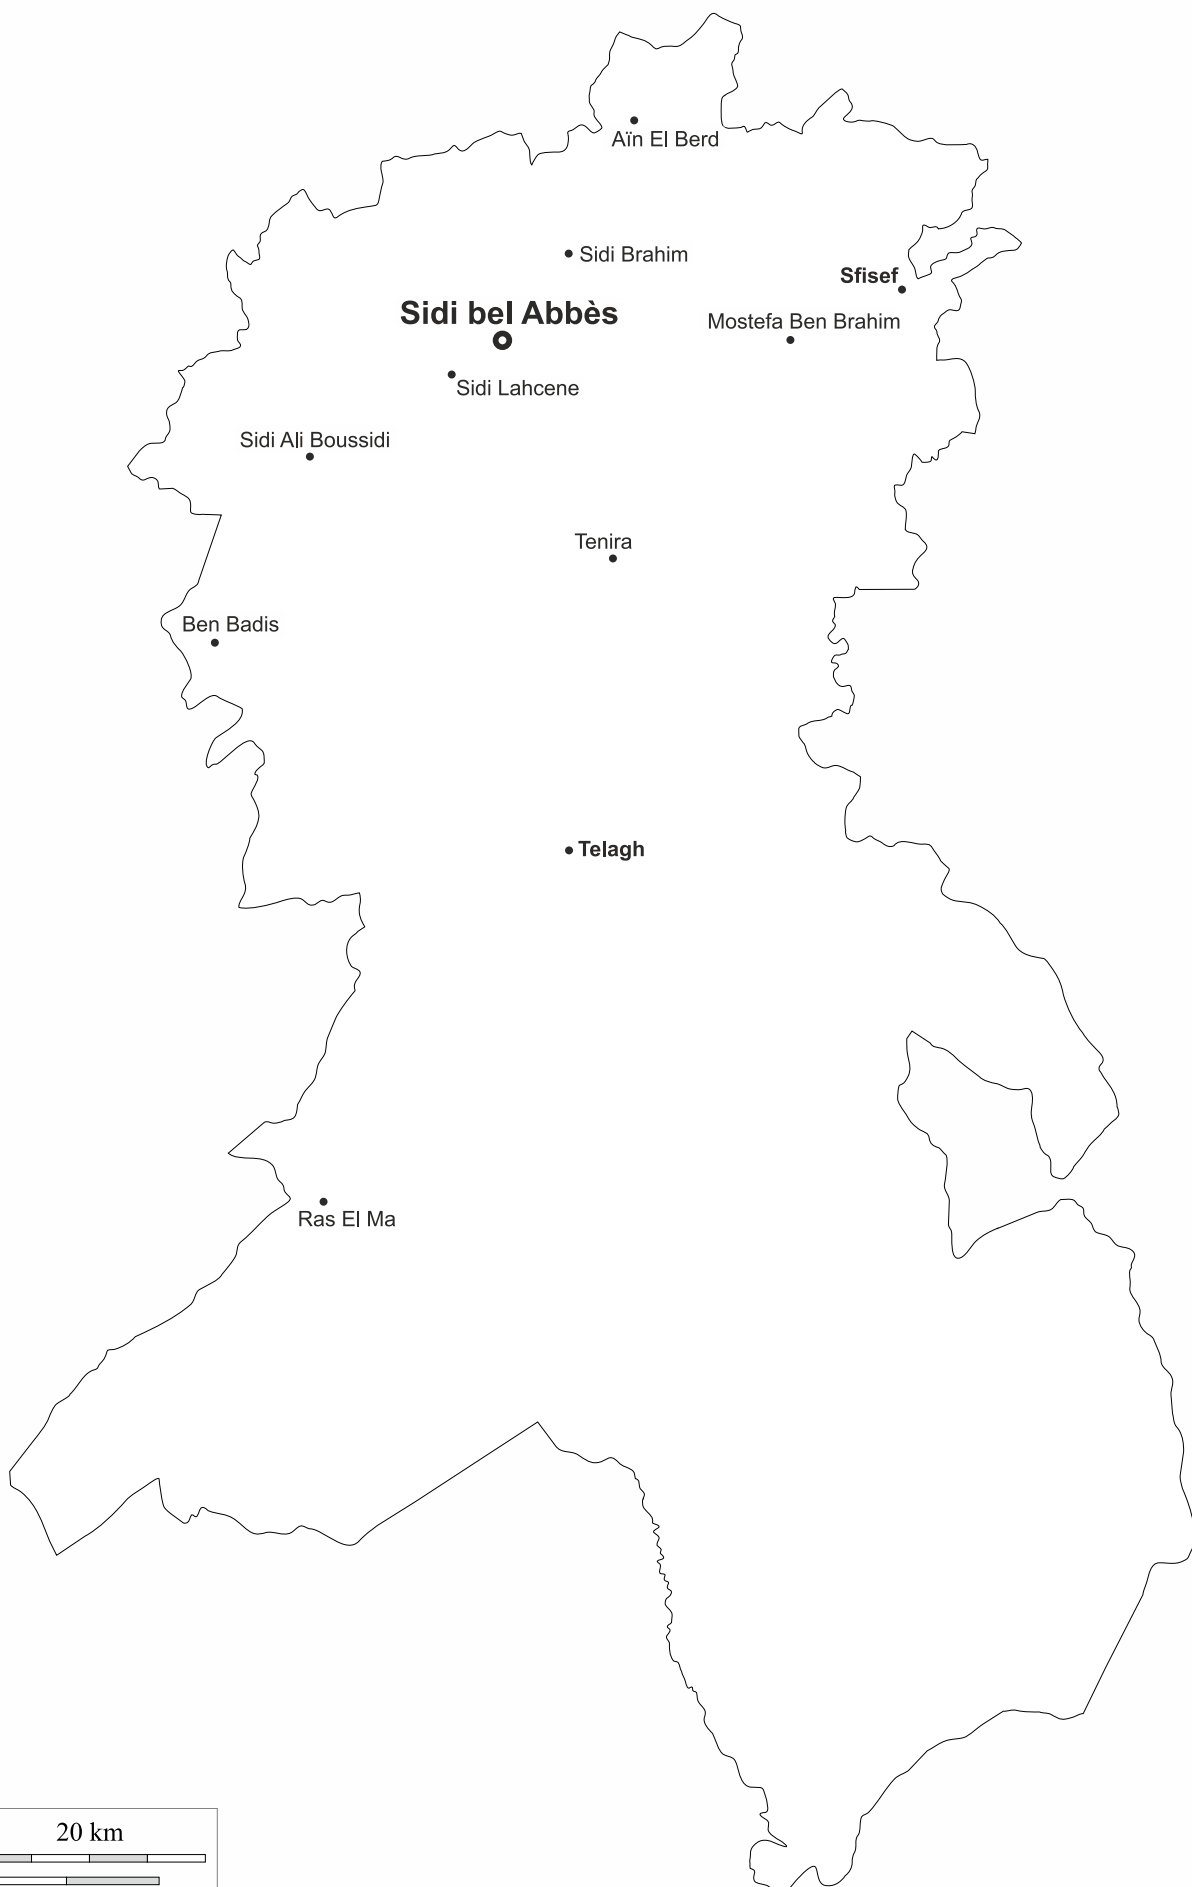 Aïn El Berd
Sidi Brahim
Sfisef
Sidi bel Abbès
Mostefa Ben Brahim
Sidi Lahcene
Sidi Ali Boussidi
Tenira
Ben Badis
Telagh
Ras El Ma
20 km